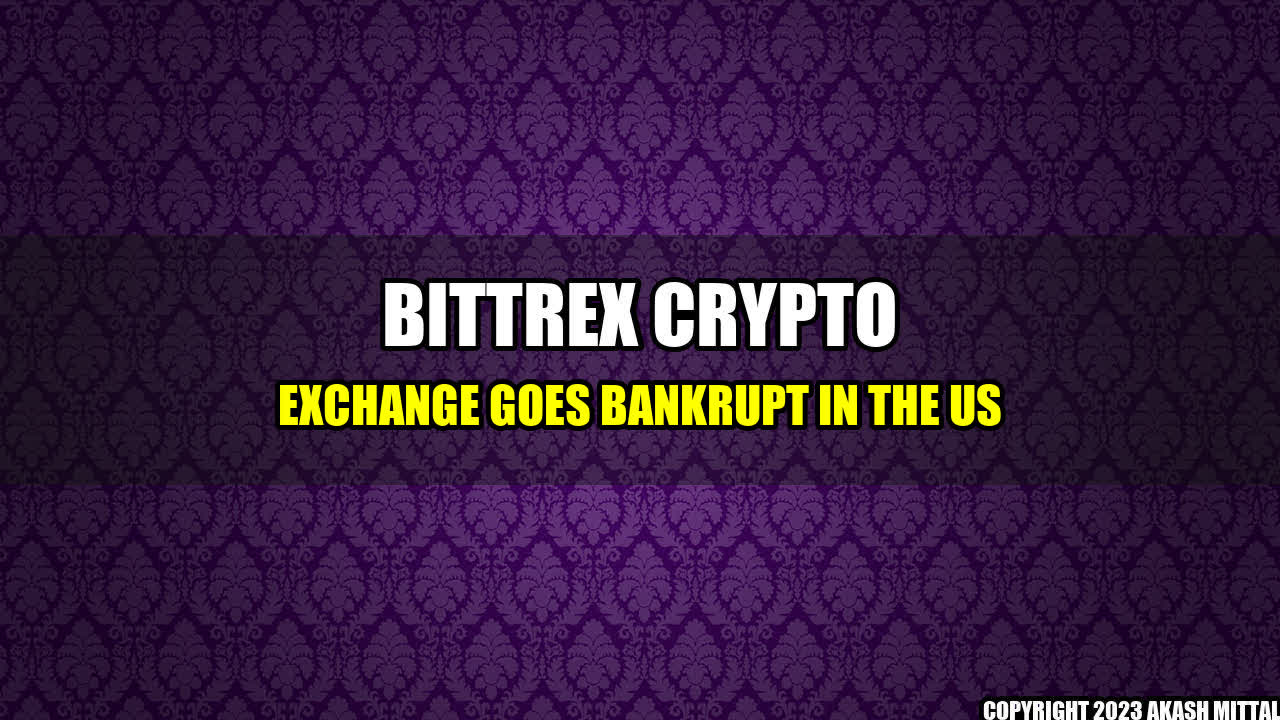 BITTREX CRYPTO
EXCHANGE GOES BANKRUPT IN THE US
COPYRIGHT 2023 AKASH MITTAL